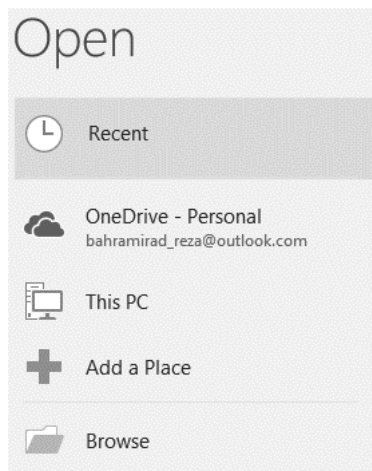 Open
Recent
OneDrive - Personal
bahramirad_reza@outlook.com
This PC
Add a Place
Browse